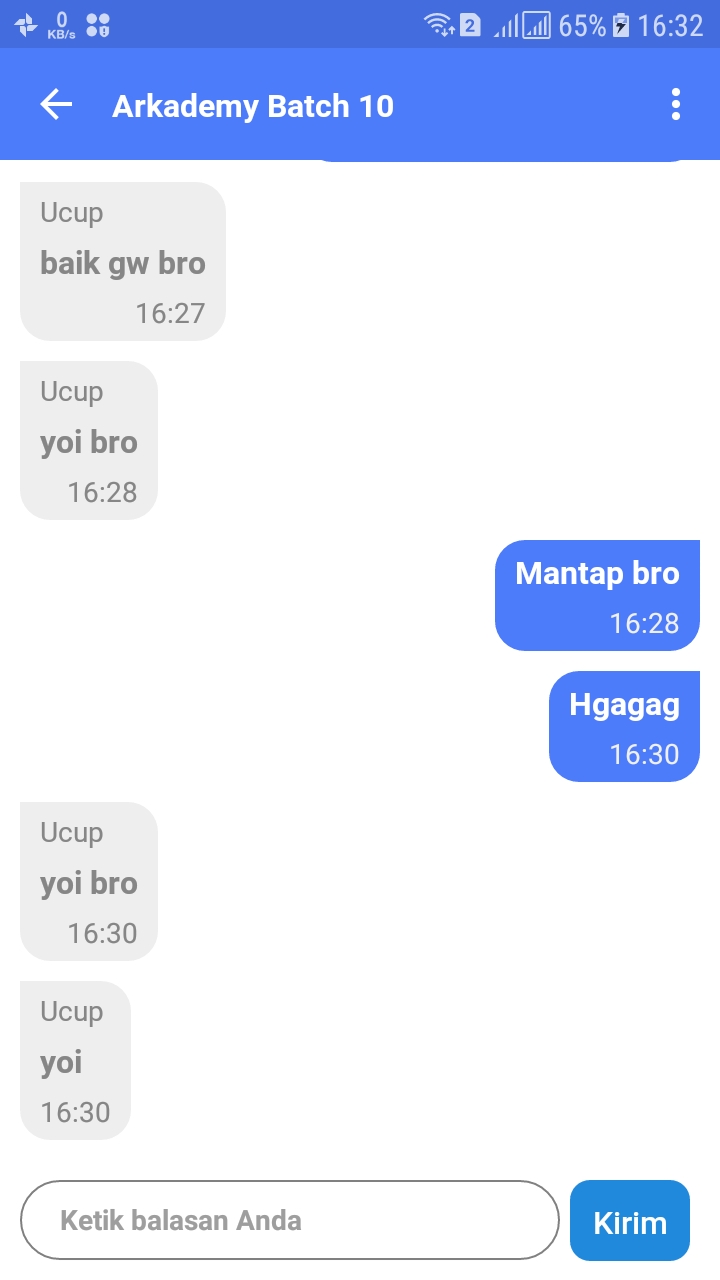 0
KB/s
2
65%
16:32
Arkademy Batch 10
Ucup
baik gw bro
16:27
Ucup
yoi bro
16:28
Mantap bro
16:28
Hgagag
16:30
Ucup
yoi bro
16:30
Ucup
yoi
16:30
Ketik balasan Anda
Kirim